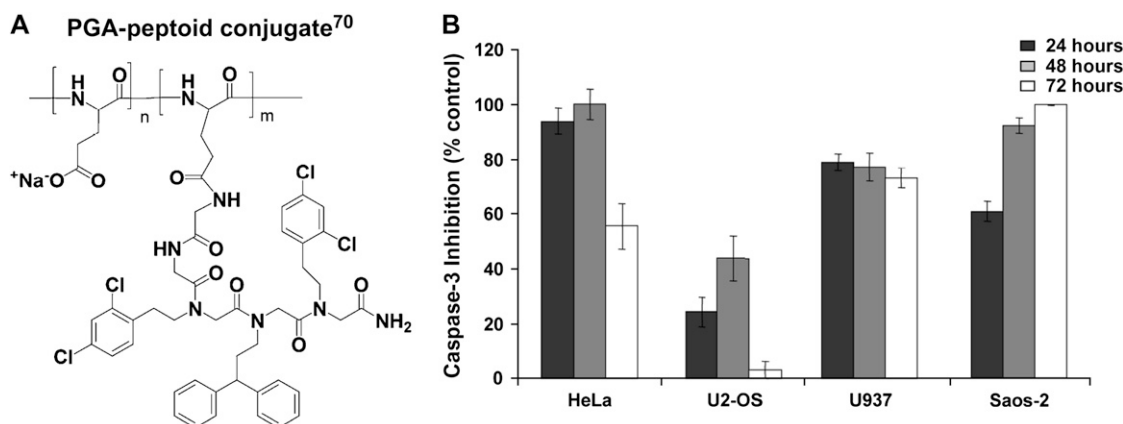 A PGA-peptoid conjugate70
H
N
O
n
H
N
O
m
+Na-O
O
O
NH
HN
O
O
Cl
Cl
Cl
Cl
N
O
N
O
N
O
NH2
B
Caspase-3 Inhibition (% control)
120
100
80
60
40
20
0
24 hours
48 hours
72 hours
HeLa U2-OS U937 Saos-2